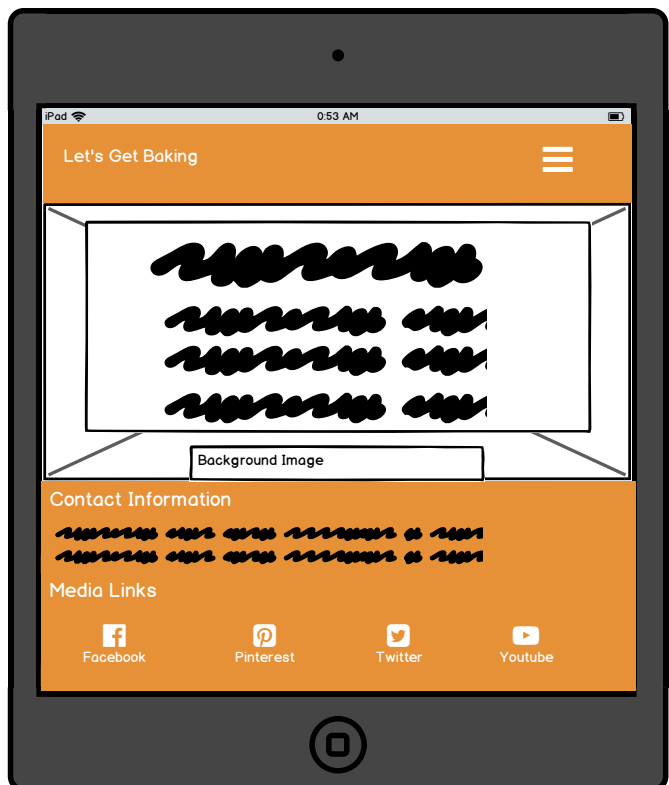 iPad 0:53 AM
Let's Get Baking
Background Image
Contact Information
Media Links
Facebook Pinterest Twitter Youtube